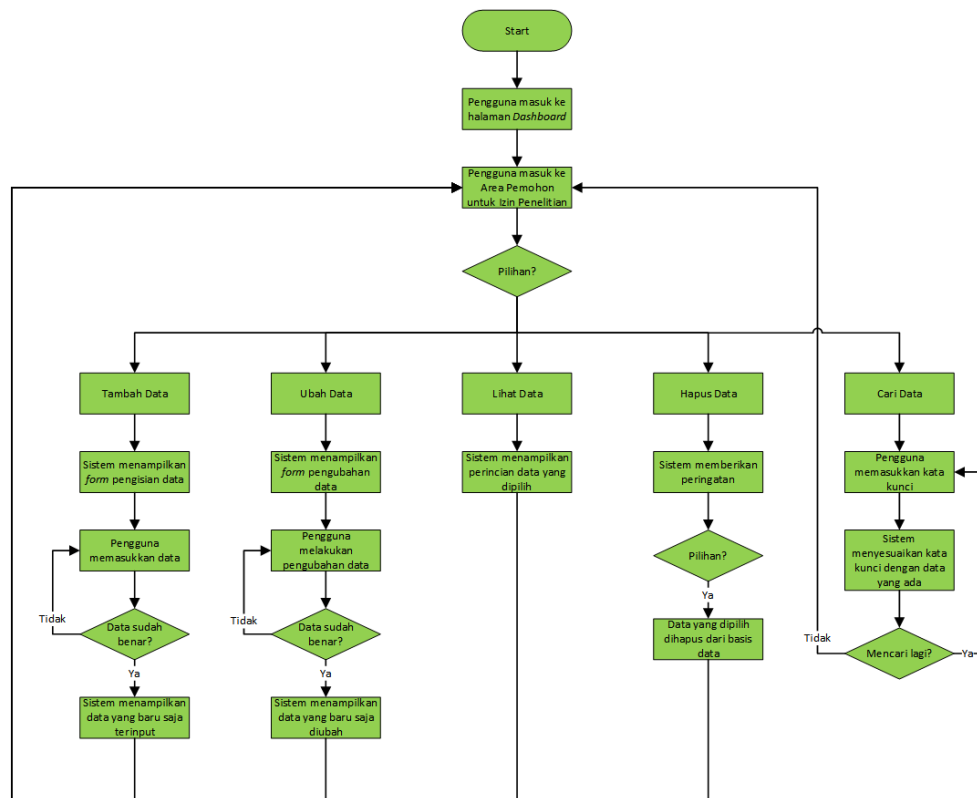 Start
Pengguna masuk ke
halaman Dashboard
Pengguna masuk ke
Area Pemohon
untuk Izin Penelitian
Pilihan?
Tambah Data
Ubah Data
Lihat Data
Hapus Data
Cari Data
Sistem menampilkan
form pengisian data
Sistem menampilkan
form pengubahan
data
Sistem menampilkan
perincian data yang
dipilih
Sistem memberikan
peringatan
Pengguna
memasukkan kata
kunci
Pengguna
memasukkan data
Pengguna
melakukan
pengubahan data
Pilihan?
Sistem
menyesuaikan kata
kunci dengan data
yang ada
Tidak
Data sudah
benar?
Ya
Tidak
Data sudah
benar?
Ya
Ya
Data yang dipilih
dihapus dari basis
data
Tidak
Mencari lagi?
Ya
Sistem menampilkan
data yang baru saja
terinput
Sistem menampilkan
data yang baru saja
diubah